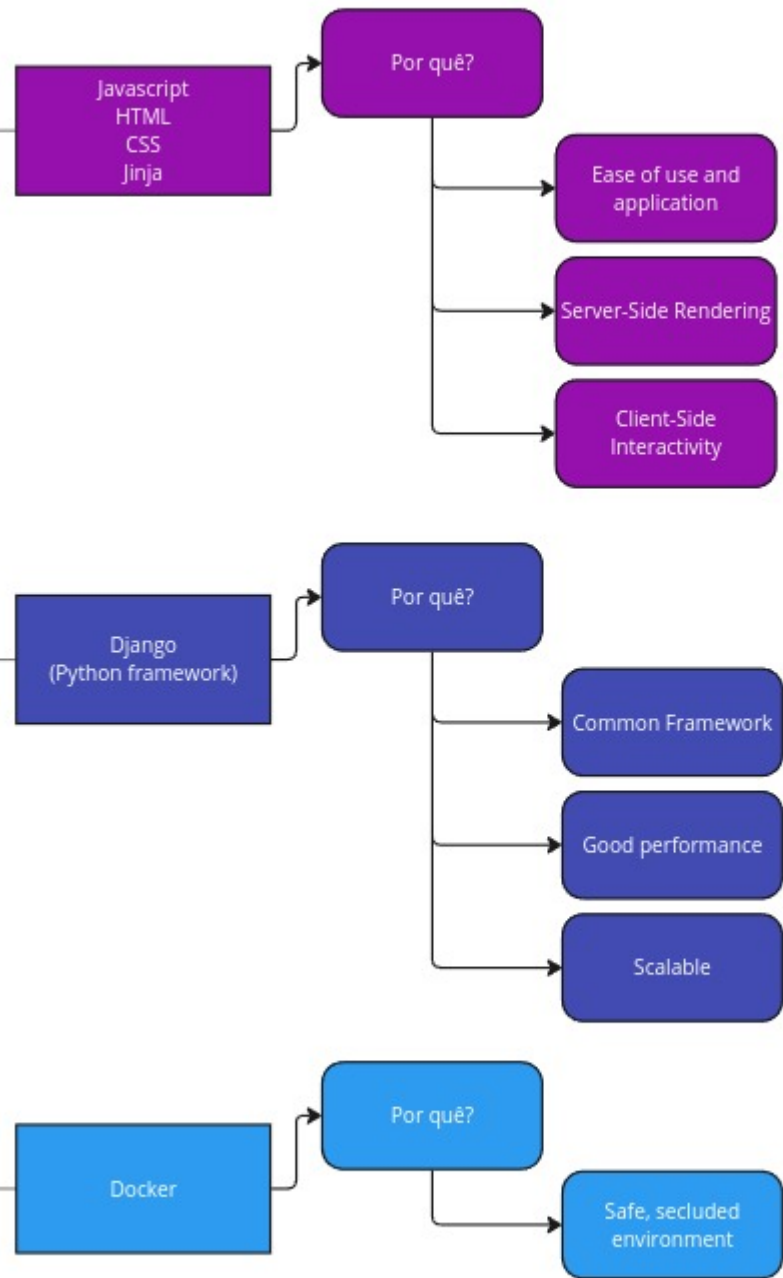 Por quê?
Javascript
HTML
CSS
Jinja
Ease of use and
application
Server-Side Rendering
Client-Side
Interactivity
Por quê?
Django
(Python framework)
Common Framework
Good performance
Scalable
Por quê?
Docker
Safe, secluded
environment